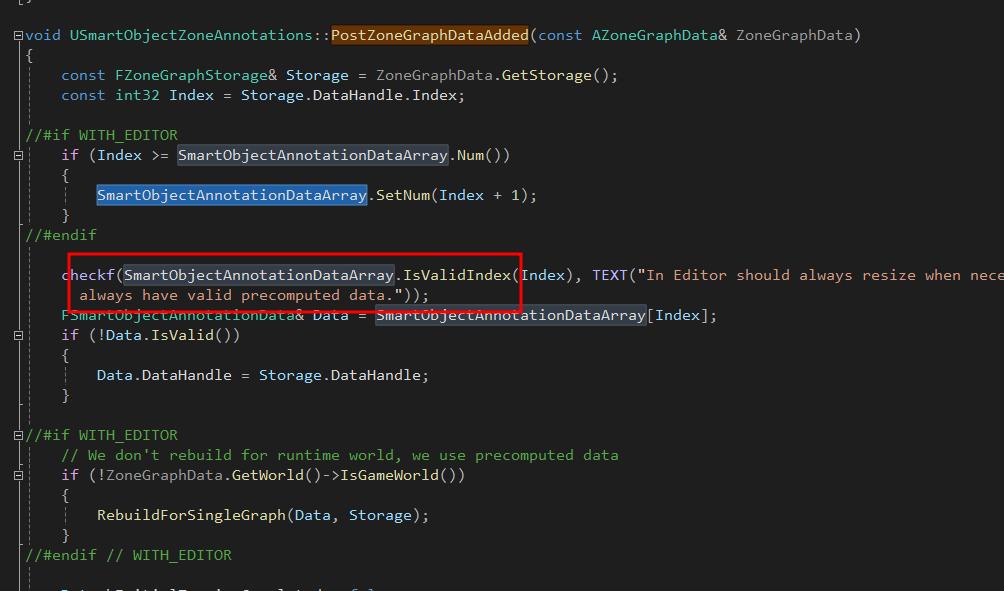 void USmartObjectZoneAnnotations::PostZoneGraphDataAdded(const AZoneGraphData& ZoneGraphData)
{
const FZoneGraphStorage& Storage = ZoneGraphData.GetStorage();
const int32 Index = Storage.DataHandle.Index;
//#if WITH_EDITOR
if (Index >= SmartObjectAnnotationDataArray.Num())
{
SmartObjectAnnotationDataArray.SetNum(Index + 1);
}
//#endif
checkf(SmartObjectAnnotationDataArray.IsValidIndex(Index), TEXT("In Editor should always resize when nece
always have valid precomputed data."));
FSmartObjectAnnotationData& Data = SmartObjectAnnotationDataArray[Index];
if (!Data.IsValid())
{
Data.DataHandle = Storage.DataHandle;
}
//#if WITH_EDITOR
// We don't rebuild for runtime world, we use precomputed data
if (!ZoneGraphData.GetWorld()->IsGameWorld())
{
RebuildForSingleGraph(Data, Storage);
}
//#endif // WITH_EDITOR